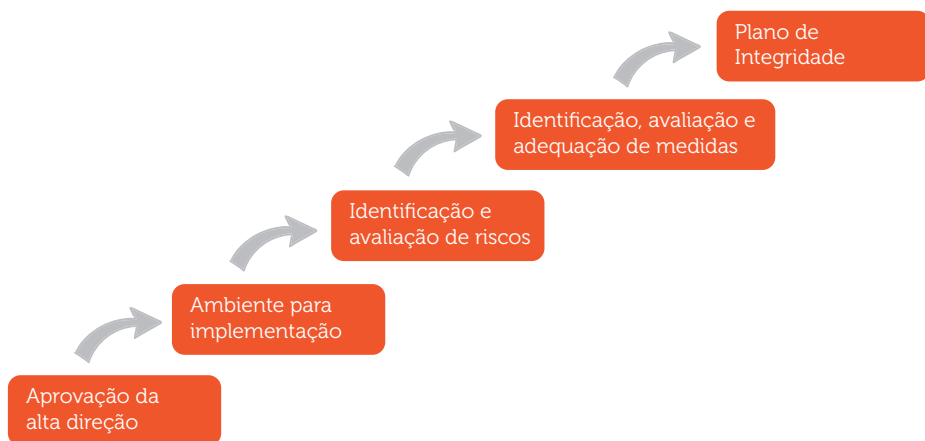 Plano de
Integridade
Identificação, avaliação e
adequação de medidas
Identificação e
avaliação de riscos
Ambiente para
implementação
Aprovação da
alta direção